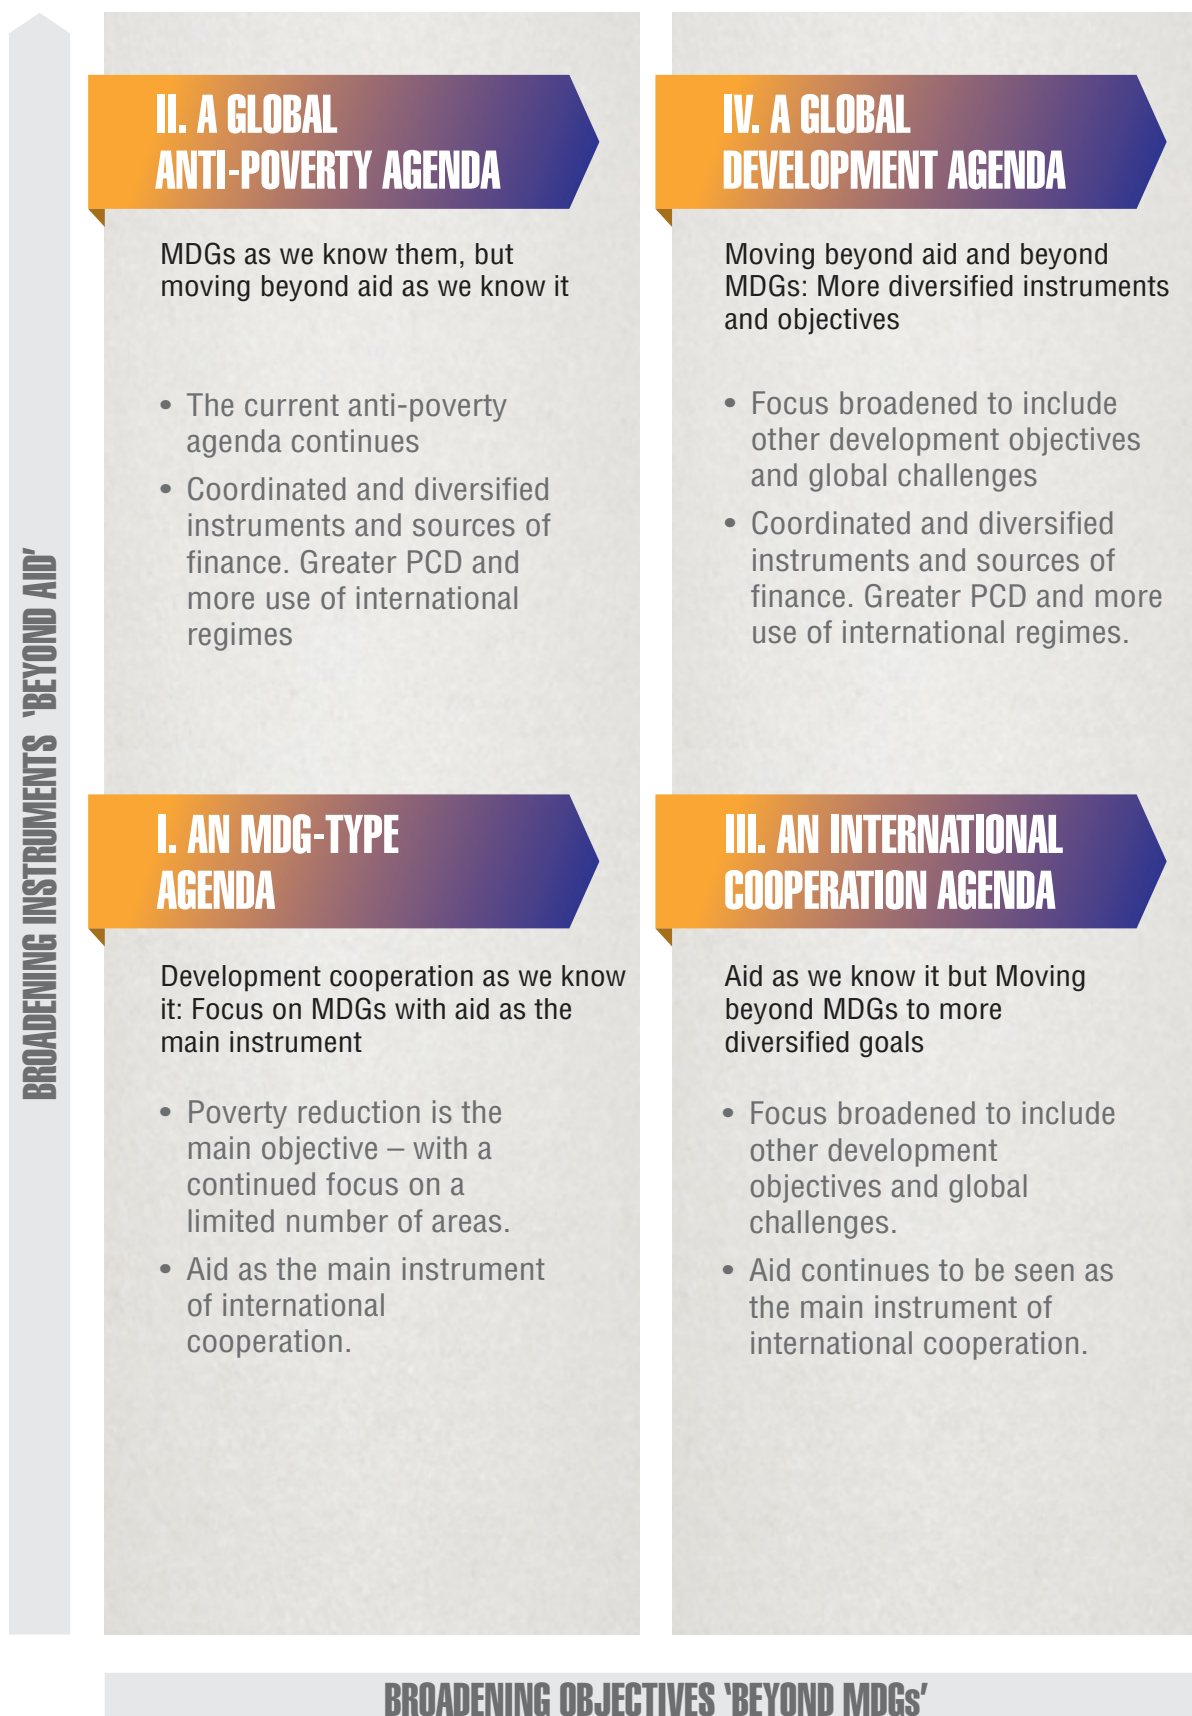 BROADENING INSTRUMENTS ‘BEYOND AID’
II. A GLOBAL
ANTI-POVERTY AGENDA
MDGs as we know them, but
moving beyond aid as we know it
• The current anti-poverty
agenda continues
• Coordinated and diversified
instruments and sources of
finance. Greater PCD and
more use of international
regimes
IV. A GLOBAL
DEVELOPMENT AGENDA
Moving beyond aid and beyond
MDGs: More diversified instruments
and objectives
• Focus broadened to include
other development objectives
and global challenges
• Coordinated and diversified
instruments and sources of
finance. Greater PCD and more
use of international regimes.
I. AN MDG-TYPE
AGENDA
Development cooperation as we know
it: Focus on MDGs with aid as the
main instrument
• Poverty reduction is the
main objective – with a
continued focus on a
limited number of areas.
• Aid as the main instrument
of international
cooperation.
III. AN INTERNATIONAL
COOPERATION AGENDA
Aid as we know it but Moving
beyond MDGs to more
diversified goals
• Focus broadened to include
other development
objectives and global
challenges.
• Aid continues to be seen as
the main instrument of
international cooperation.
BROADENING OBJECTIVES ‘BEYOND MDGs’